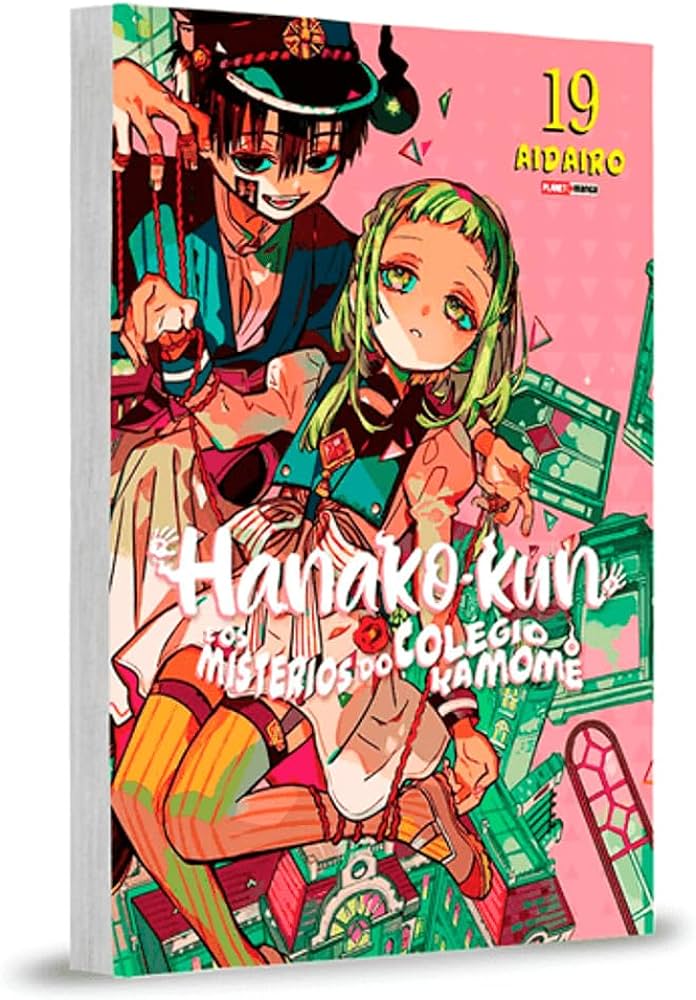 19
AIDAIRO
PLANET manga
Hanako-kun
E OS
MISTÉRIOS DO COLÉGIO
KAMOME